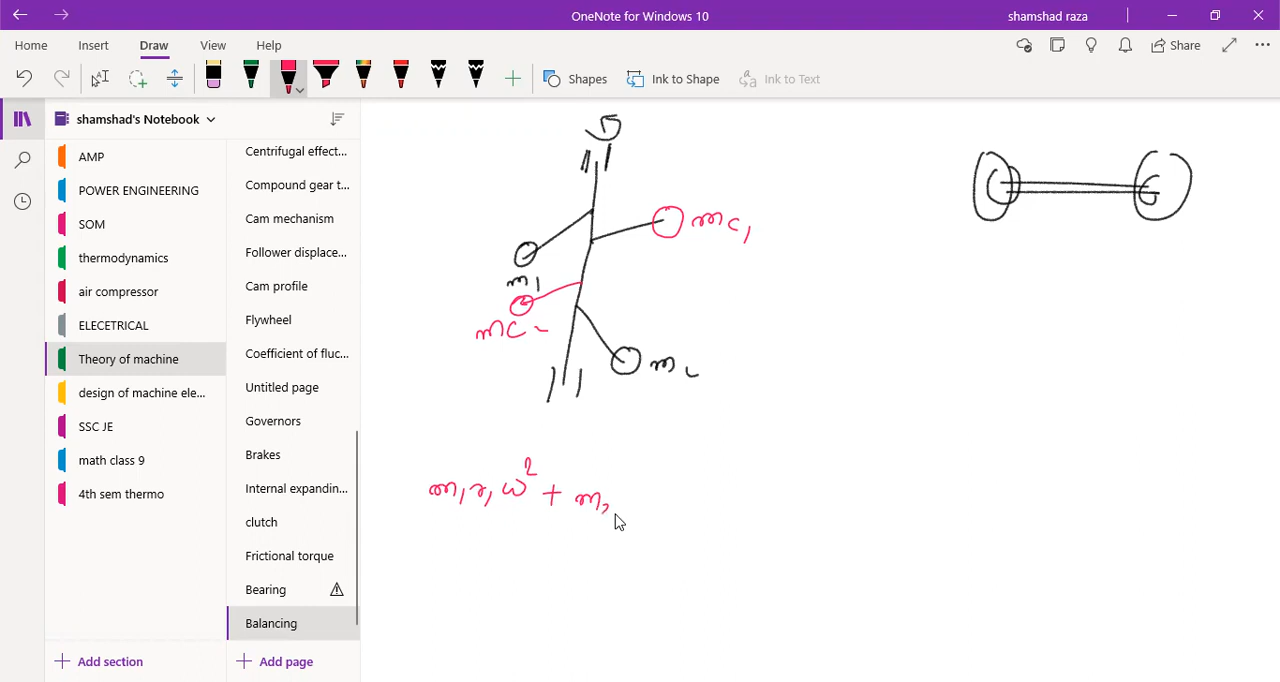 OneNote for Windows 10
shamshad raza
Home Insert Draw View Help
Share
Shapes
Ink to Shape
Ink to Text
shamshad's Notebook
AMP
POWER ENGINEERING
SOM
thermodynamics
air compressor
ELECETRICAL
Theory of machine
design of machine ele...
SSC JE
math class 9
4th sem thermo
Add section
Centrifugal effect...
Compound gear t...
Cam mechanism
Follower displace...
Cam profile
Flywheel
Coefficient of fluc...
Untitled page
Governors
Brakes
Internal expandin...
clutch
Frictional torque
Bearing
Balancing
Add page
mc₁
m₁
mc₂
m₂
m₁r₁ω² + m₂